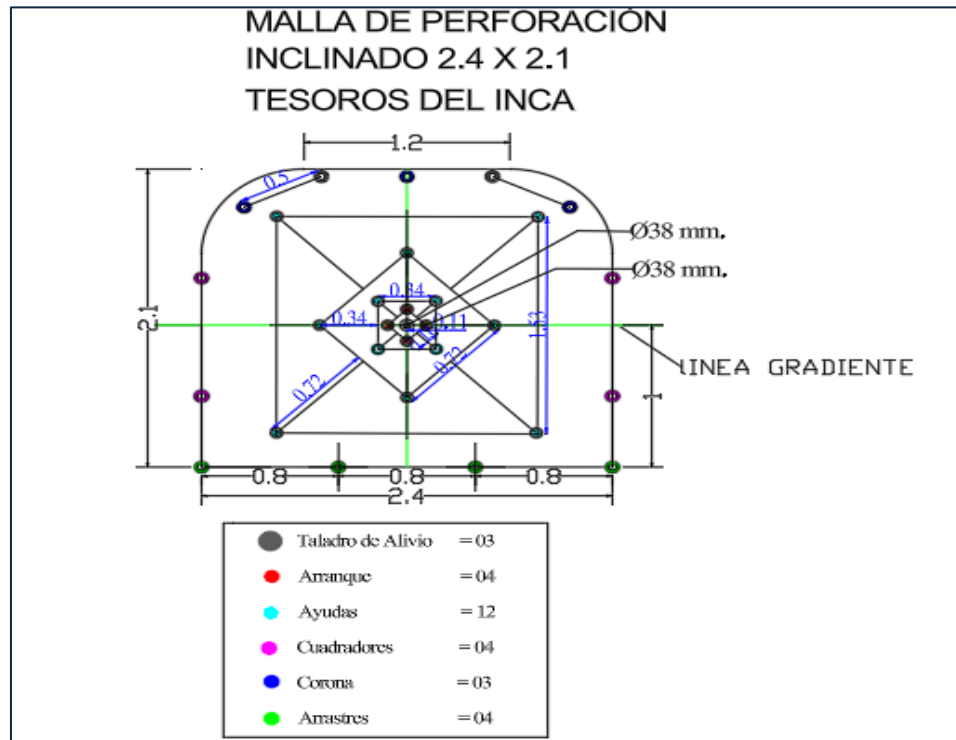 MALLA DE PERFORACIÓN
INCLINADO 2.4 X 2.1
TESOROS DEL INCA
1.2
0.5
Ø38 mm.
Ø38 mm.
0.34
0.34
0.11
2.1
1.53
LINEA GRADIENTE
0.72
0.72
1
0.8
0.8
0.8
2.4
Taladro de Alivio = 03
Arranque = 04
Ayudas = 12
Cuadradores = 04
Corona = 03
Arrastres = 04